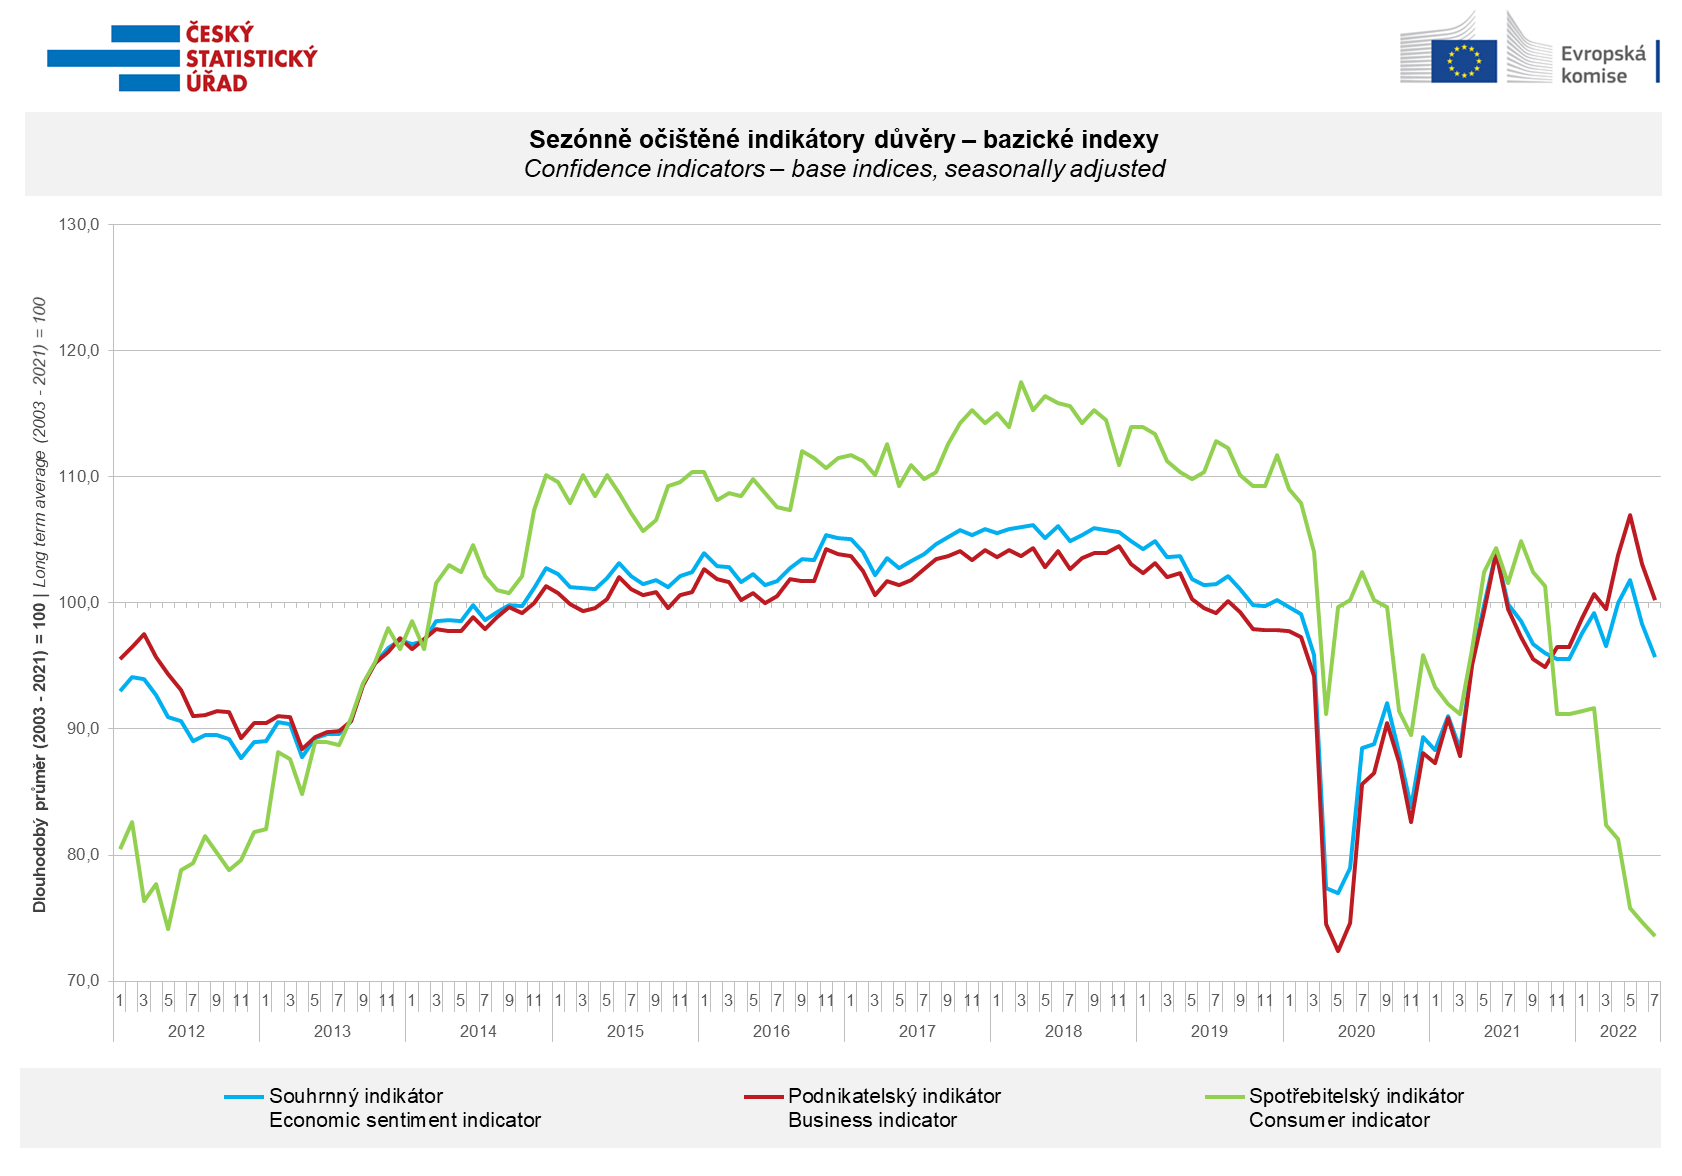 ČESKÝ
STATISTICKÝ
ÚŘAD
Evropská
komise
Sezónně očištěné indikátory důvěry – bazické indexy
Confidence indicators – base indices, seasonally adjusted
Dlouhodobý průměr (2003 - 2021) = 100 | Long term average (2003 - 2021) = 100
130,0
120,0
110,0
100,0
90,0
80,0
70,0
1 3 5 7 9 11 1 3 5 7 9 11 1 3 5 7 9 11 1 3 5 7 9 11 1 3 5 7 9 11 1 3 5 7 9 11 1 3 5 7 9 11 1 3 5 7 9 11 1 3 5 7 9 11 1 3 5 7 9 11 1 3 5 7
2012 2013 2014 2015 2016 2017 2018 2019 2020 2021 2022
Souhrnný indikátor
Economic sentiment indicator
Podnikatelský indikátor
Business indicator
Spotřebitelský indikátor
Consumer indicator